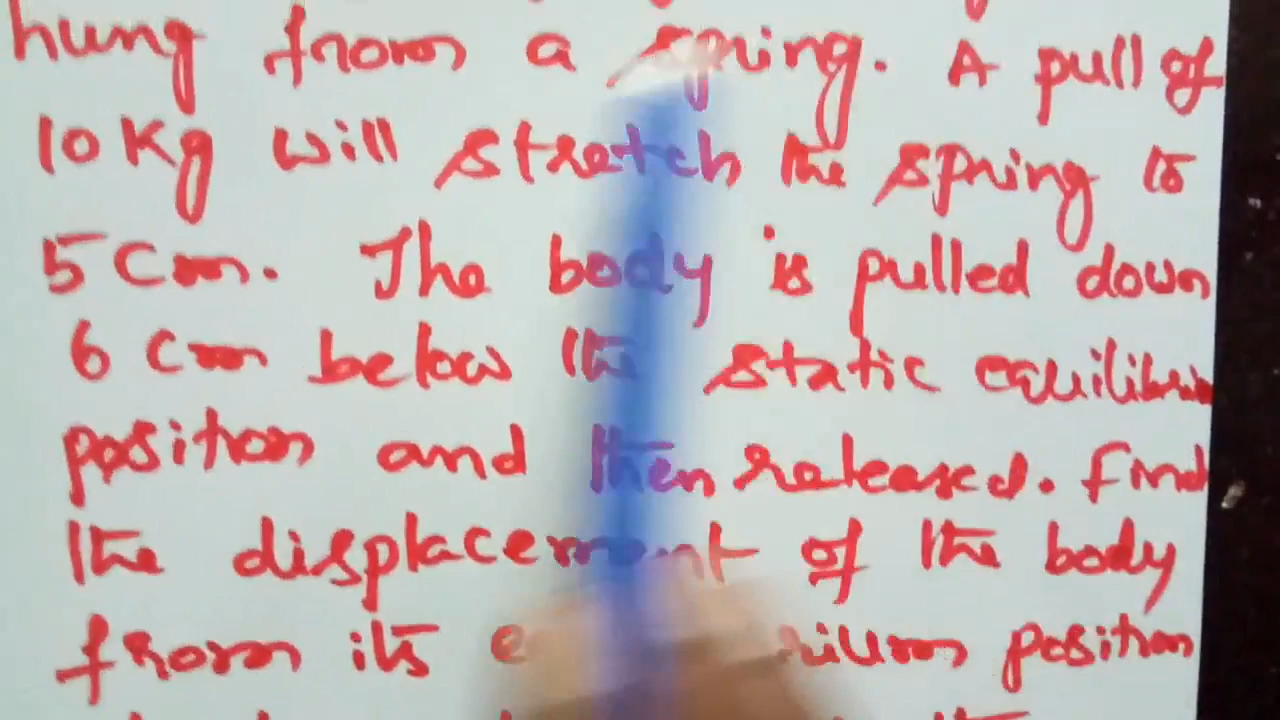 hung from a spring. A pull of
10 Kg will stretch the spring to
5 Cm. The body is pulled down
6 Cm below the static
position and then released. Find
the displacement of the body
from its position